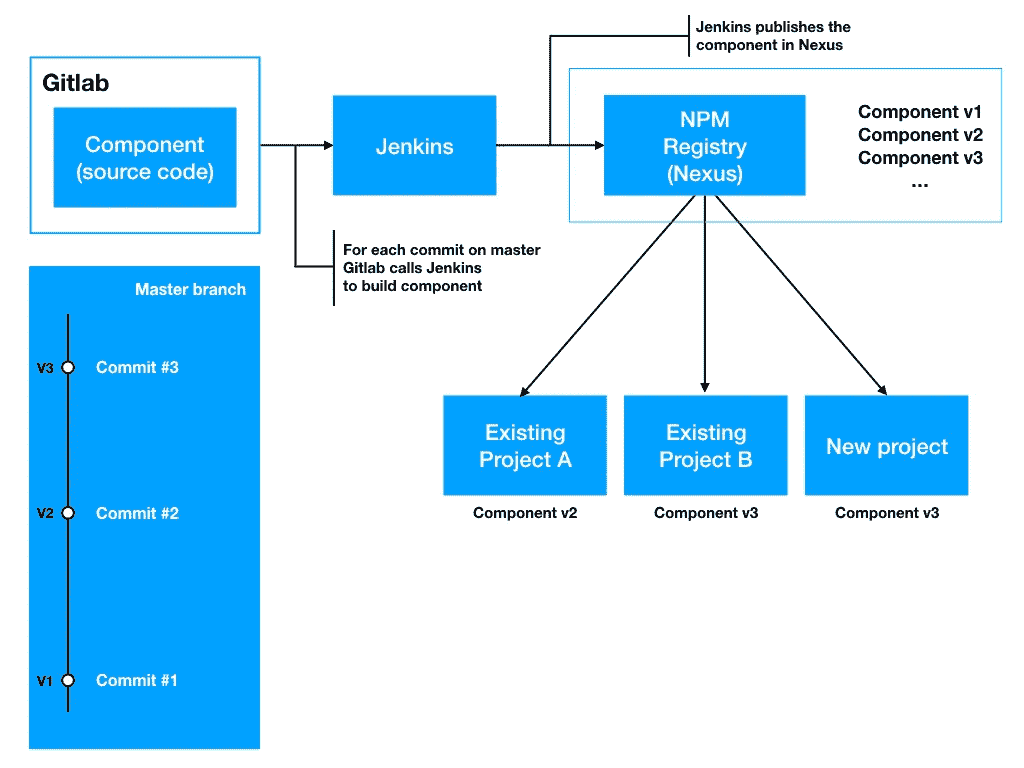 Jenkins publishes the
component in Nexus
Gitlab
Component
(source code)
Jenkins
NPM
Registry
(Nexus)
Component v1
Component v2
Component v3
...
For each commit on master
Gitlab calls Jenkins
to build component
Master branch
V3 Commit #3
V2 Commit #2
V1 Commit #1
Existing
Project A
Existing
Project B
New project
Component v2
Component v3
Component v3